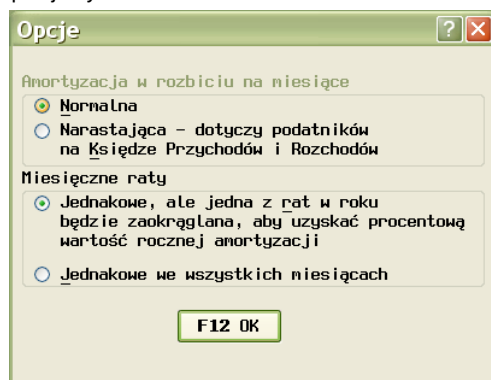 Opcje
Amortyzacja w rozbiciu na miesiące
Normalna
Narastająca - dotyczy podatników
na Księdze Przychodów i Rozchodów
Miesięczne raty
Jednakowe, ale jedna z rat w roku
będzie zaokrąglana, aby uzyskać procentową
wartość rocznej amortyzacji
Jednakowe we wszystkich miesiącach
F12 OK